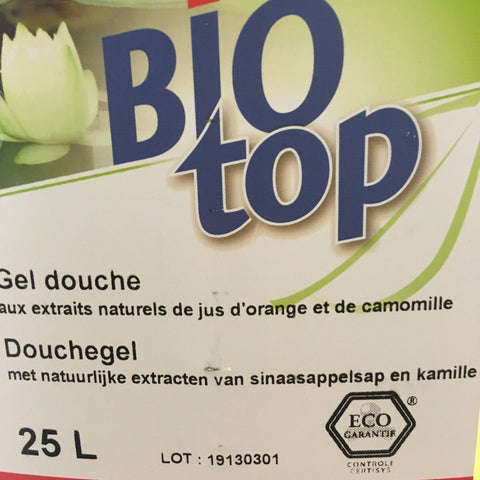 BIO
top
Gel douche
aux extraits naturels de jus d'orange et de camomille
Douchegel
met natuurlijke extracten van sinaasappelsap en kamille
25 L
LOT : 19130301
ECO
GARANTIE
®
CONTROLE
CERTISYS